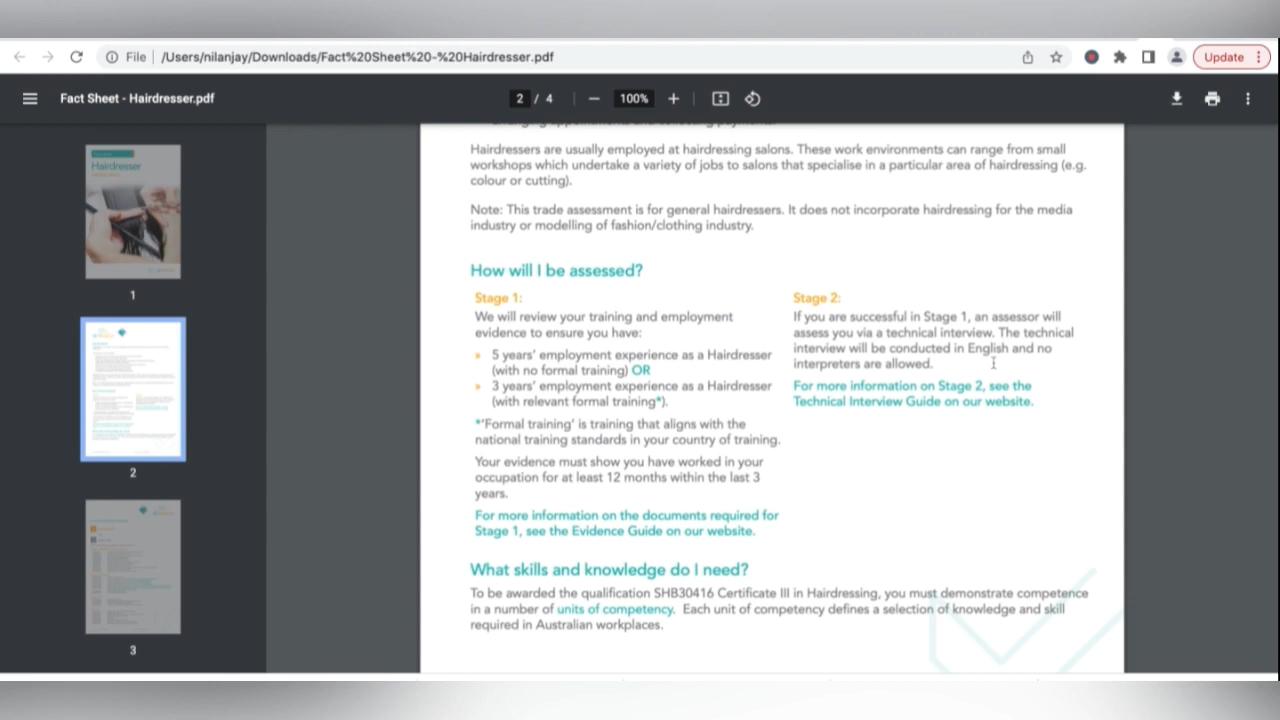 File /Users/nilanjay/Downloads/Fact%20Sheet%20-%20Hairdresser.pdf
Update
Fact Sheet - Hairdresser.pdf
2 / 4
100%
Hairdresser
1
2
3
Hairdressers are usually employed at hairdressing salons. These work environments can range from small
workshops which undertake a variety of jobs to salons that specialise in a particular area of hairdressing (e.g.
colour or cutting).
Note: This trade assessment is for general hairdressers. It does not incorporate hairdressing for the media
industry or modelling of fashion/clothing industry.
How will I be assessed?
Stage 1:
We will review your training and employment
evidence to ensure you have:
» 5 years' employment experience as a Hairdresser
(with no formal training) OR
» 3 years' employment experience as a Hairdresser
(with relevant formal training*).
*'Formal training' is training that aligns with the
national training standards in your country of training.
Your evidence must show you have worked in your
occupation for at least 12 months within the last 3
years.
For more information on the documents required for
Stage 1, see the Evidence Guide on our website.
Stage 2:
If you are successful in Stage 1, an assessor will
assess you via a technical interview. The technical
interview will be conducted in English and no
interpreters are allowed.
For more information on Stage 2, see the
Technical Interview Guide on our website.
What skills and knowledge do I need?
To be awarded the qualification SHB30416 Certificate III in Hairdressing, you must demonstrate competence
in a number of units of competency. Each unit of competency defines a selection of knowledge and skill
required in Australian workplaces.